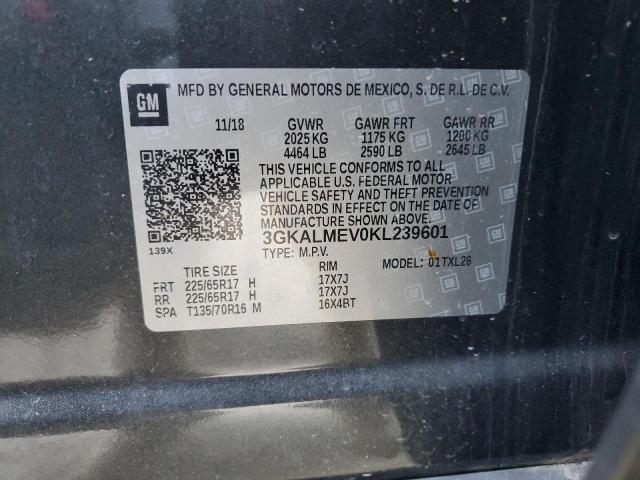 GM
MFD BY GENERAL MOTORS DE MEXICO, S. DE R.L. DE C.V.
11/18 GVWR GAWR FRT GAWR RR
2025 KG 1175 KG 1200 KG
4464 LB 2590 LB 2645 LB
THIS VEHICLE CONFORMS TO ALL
APPLICABLE U.S. FEDERAL MOTOR
VEHICLE SAFETY AND THEFT PREVENTION
STANDARDS IN EFFECT ON THE DATE OF
MANUFACTURE SHOWN ABOVE.
3GKALMEV0KL239601
139X
TYPE: M.P.V. MODEL: 01TXL26
TIRE SIZE RIM
FRT 225/65R17 H 17X7J
RR 225/65R17 H 17X7J
SPA T135/70R16 M 16X4BT